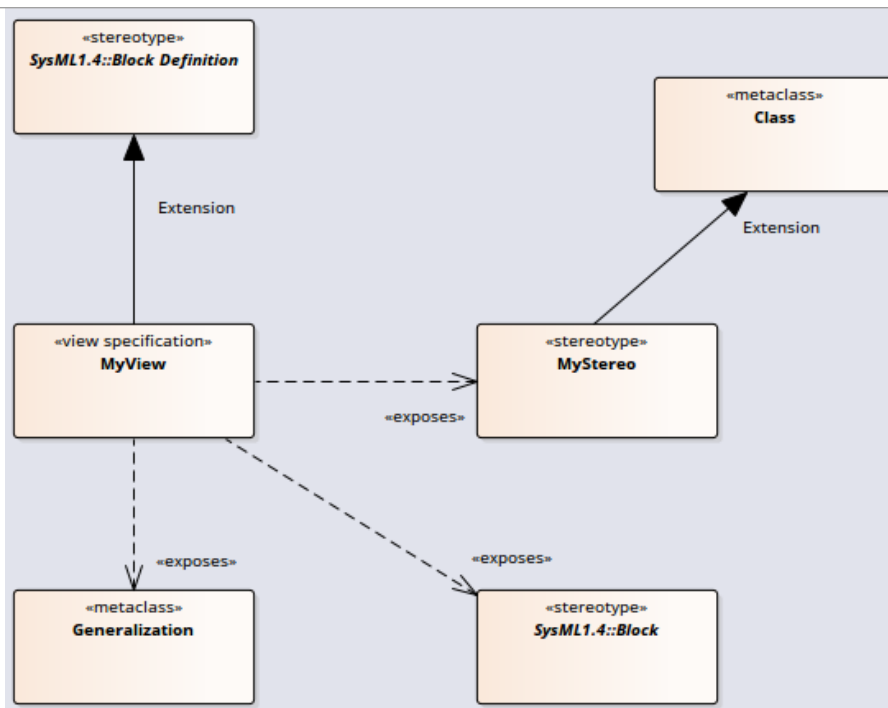 «stereotype»
SysML1.4::Block Definition
«metaclass»
Class
Extension
Extension
«view specification»
MyView
«stereotype»
MyStereo
«exposes»
«exposes»
«exposes»
«metaclass»
Generalization
«stereotype»
SysML1.4::Block